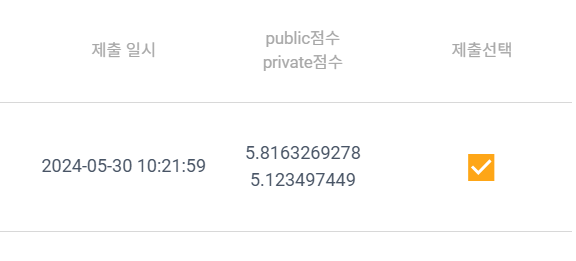 제출 일시
public점수
private점수
제출선택
2024-05-30 10:21:59
5.8163269278
5.123497449